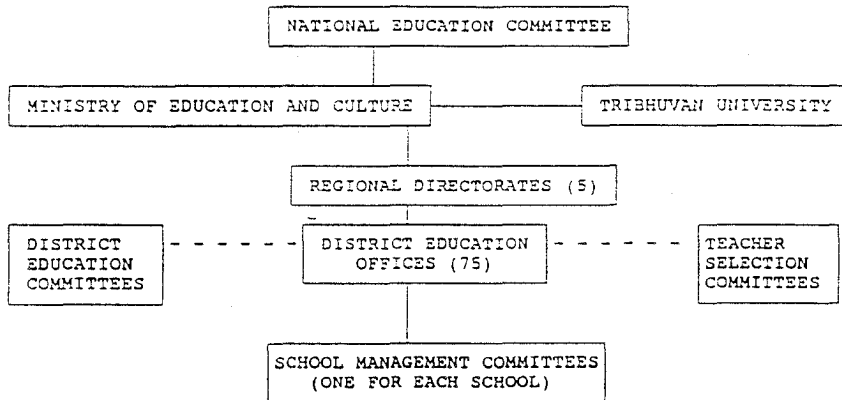 NATIONAL EDUCATION COMMITTEE
MINISTRY OF EDUCATION AND CULTURE
TRIBHUVAN UNIVERSITY
REGIONAL DIRECTORATES (5)
DISTRICT
EDUCATION
COMMITTEES
DISTRICT EDUCATION
OFFICES (75)
TEACHER
SELECTION
COMMITTEES
SCHOOL MANAGEMENT COMMITTEES
(ONE FOR EACH SCHOOL)